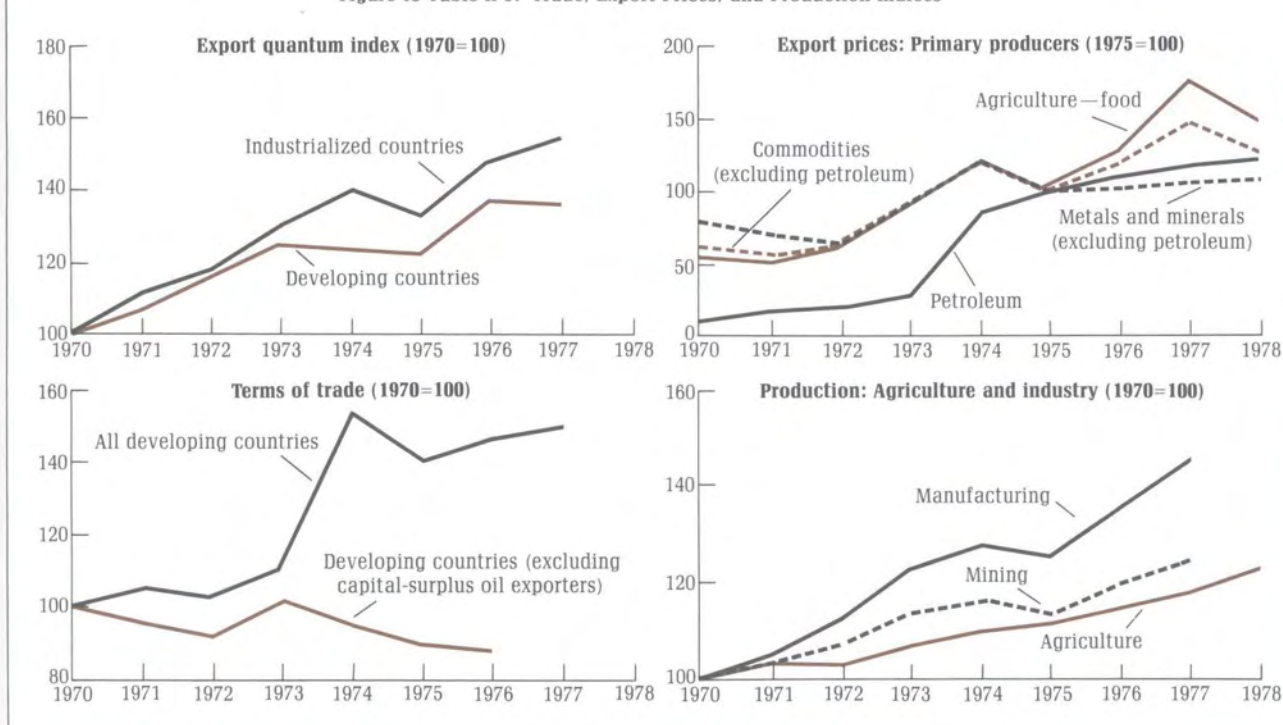 Export quantum index (1970=100)
180
160
140
120
100
Industrialized countries
Developing countries
1970 1971 1972 1973 1974 1975 1976 1977 1978
Export prices: Primary producers (1975=100)
200
150
100
50
0
Agriculture—food
Commodities
(excluding petroleum)
Metals and minerals
(excluding petroleum)
Petroleum
1970 1971 1972 1973 1974 1975 1976 1977 1978
Terms of trade (1970=100)
160
140
120
100
80
All developing countries
Developing countries (excluding
capital-surplus oil exporters)
1970 1971 1972 1973 1974 1975 1976 1977 1978
Production: Agriculture and industry (1970=100)
160
140
120
100
Manufacturing
Mining
Agriculture
1970 1971 1972 1973 1974 1975 1976 1977 1978